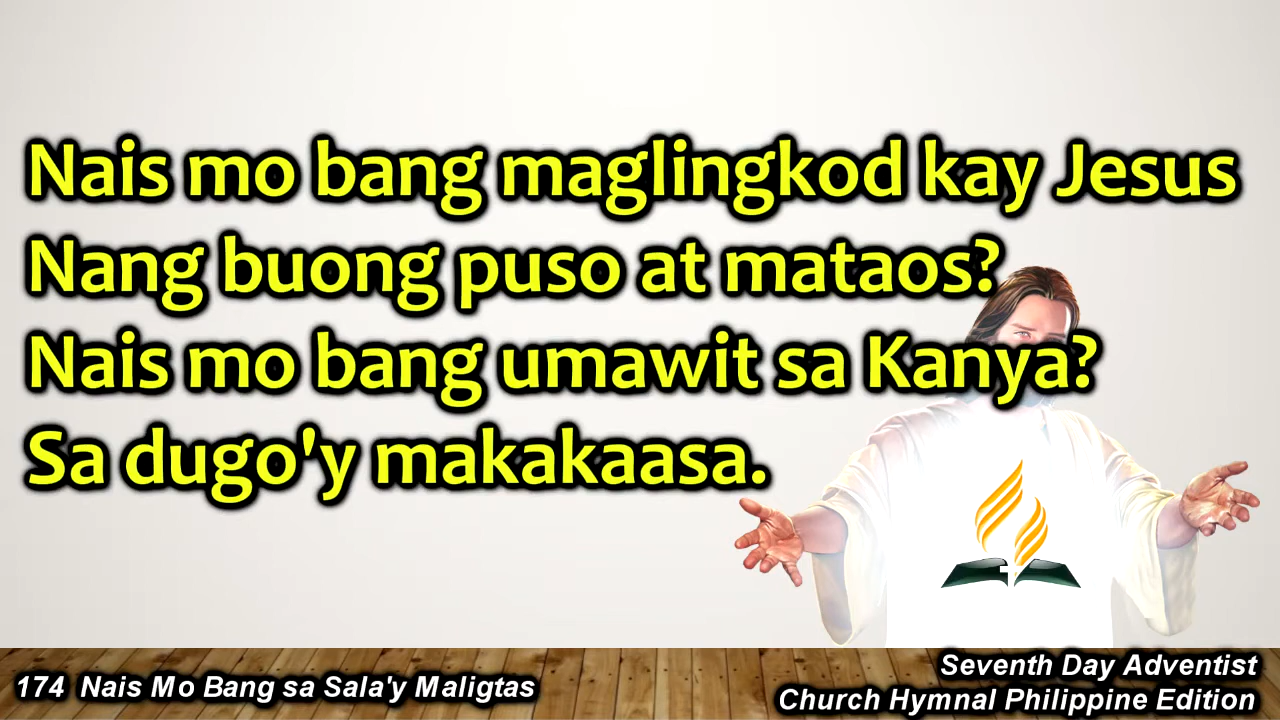 Nais mo bang maglingkod kay Jesus
Nang buong puso at mataos?
Nais mo bang umawit sa Kanya?
Sa dugo'y makakaasa.
174 Nais Mo Bang sa Sala'y Maligtas
Seventh Day Adventist
Church Hymnal Philippine Edition